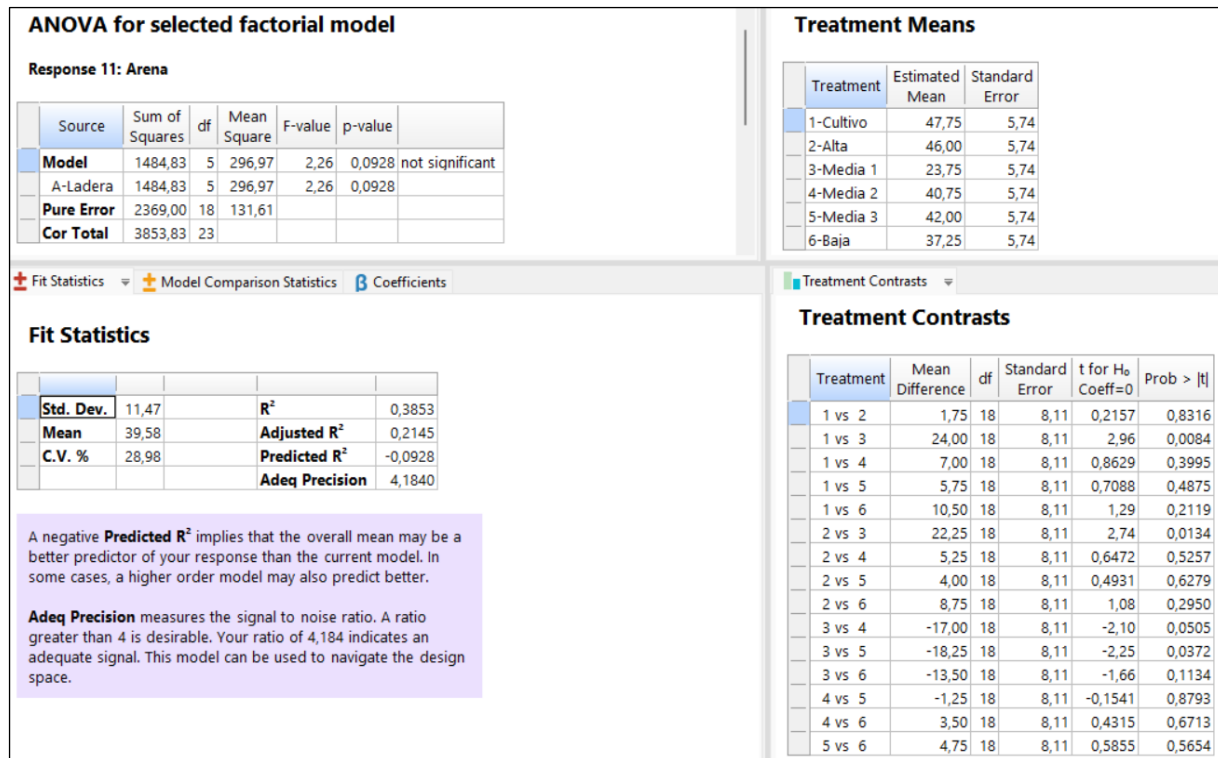 ANOVA for selected factorial model
Response 11: Arena
Source Sum of Squares df Mean Square F-value p-value
Model 1484,83 5 296,97 2,26 0,0928 not significant
A-Ladera 1484,83 5 296,97 2,26 0,0928
Pure Error 2369,00 18 131,61
Cor Total 3853,83 23
Treatment Means
Treatment Estimated Mean Standard Error
1-Cultivo 47,75 5,74
2-Alta 46,00 5,74
3-Media 1 23,75 5,74
4-Media 2 40,75 5,74
5-Media 3 42,00 5,74
6-Baja 37,25 5,74
Fit Statistics Model Comparison Statistics Coefficients
Fit Statistics
Std. Dev. 11,47 R² 0,3853
Mean 39,58 Adjusted R² 0,2145
C.V. % 28,98 Predicted R² -0,0928
Adeq Precision 4,1840
A negative Predicted R² implies that the overall mean may be a
better predictor of your response than the current model. In
some cases, a higher order model may also predict better.
Adeq Precision measures the signal to noise ratio. A ratio
greater than 4 is desirable. Your ratio of 4,184 indicates an
adequate signal. This model can be used to navigate the design
space.
Treatment Contrasts
Treatment Contrasts
Treatment Mean Difference df Standard Error t for H₀ Coeff=0 Prob > |t|
1 vs 2 1,75 18 8,11 0,2157 0,8316
1 vs 3 24,00 18 8,11 2,96 0,0084
1 vs 4 7,00 18 8,11 0,8629 0,3995
1 vs 5 5,75 18 8,11 0,7088 0,4875
1 vs 6 10,50 18 8,11 1,29 0,2119
2 vs 3 22,25 18 8,11 2,74 0,0134
2 vs 4 5,25 18 8,11 0,6472 0,5257
2 vs 5 4,00 18 8,11 0,4931 0,6279
2 vs 6 8,75 18 8,11 1,08 0,2950
3 vs 4 -17,00 18 8,11 -2,10 0,0505
3 vs 5 -18,25 18 8,11 -2,25 0,0372
3 vs 6 -13,50 18 8,11 -1,66 0,1134
4 vs 5 -1,25 18 8,11 -0,1541 0,8793
4 vs 6 3,50 18 8,11 0,4315 0,6713
5 vs 6 4,75 18 8,11 0,5855 0,5654